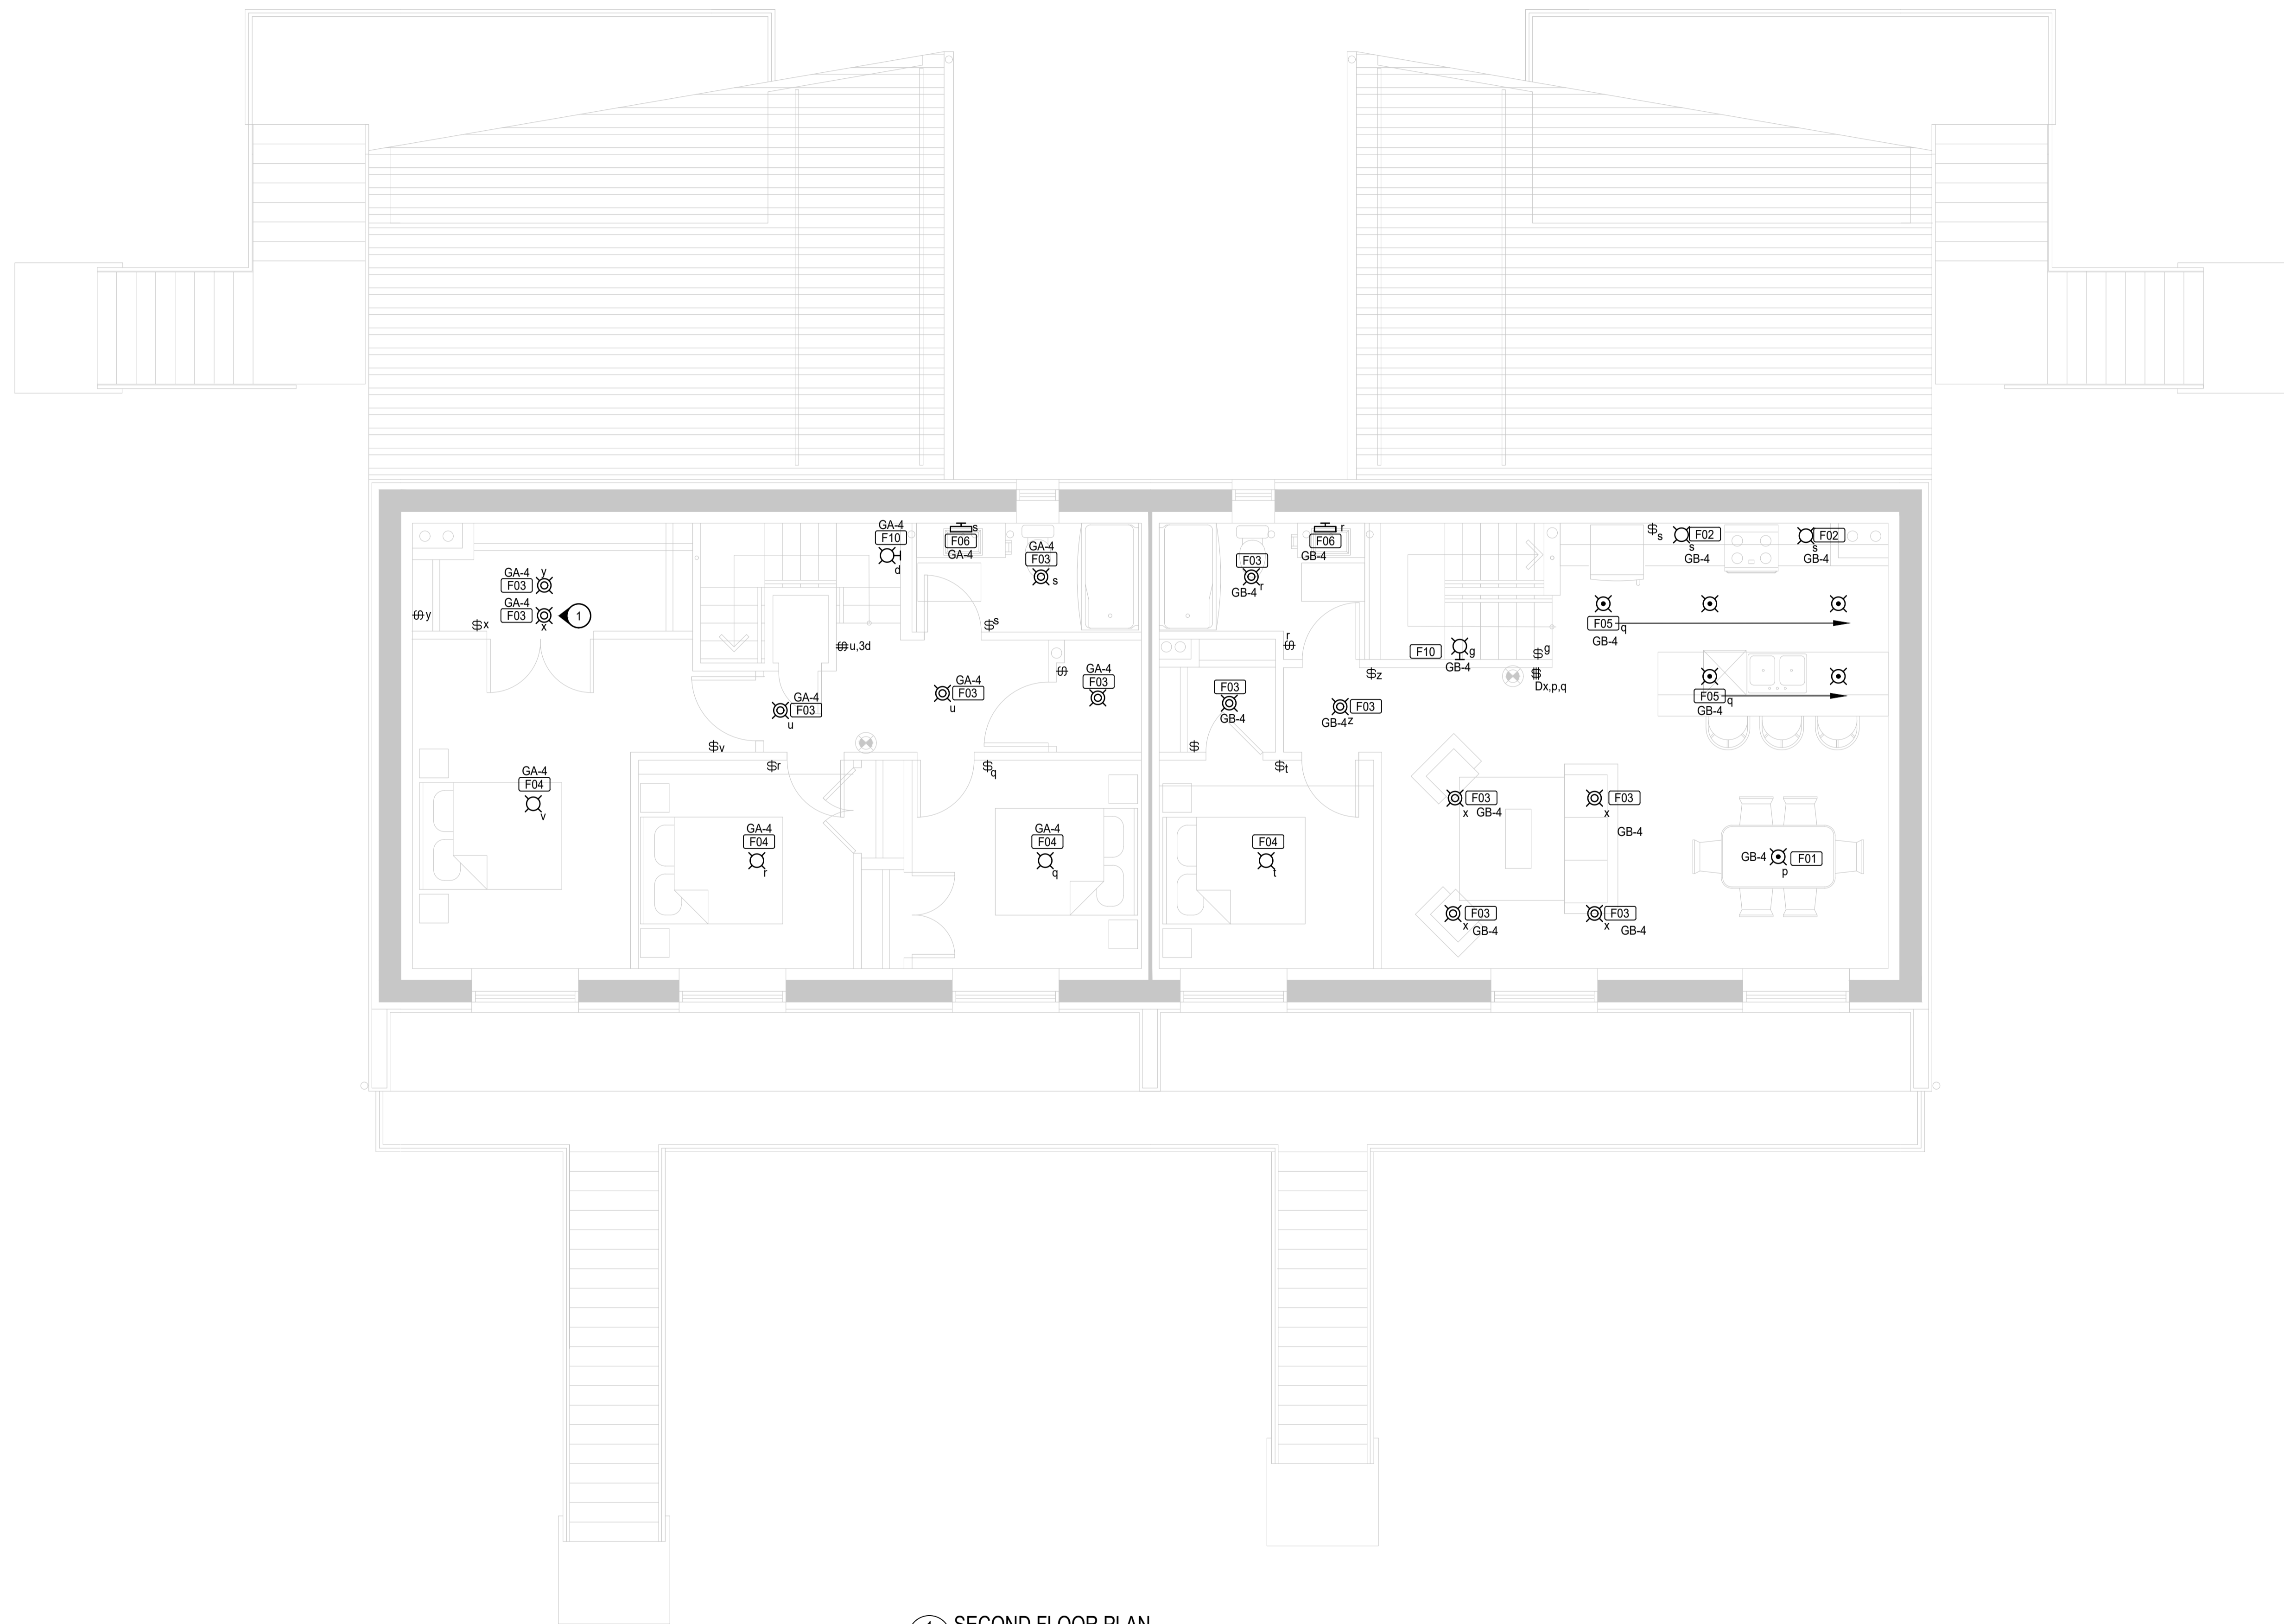 GA-4
F10
d
s
F06
GA-4
GA-4
F03
s
GA-4
F03
y
GA-4
F03
x
1
$ y
$ x
$ u,3d
$ s
GA-4
F03
u
GA-4
F03
u
$
GA-4
F03
$ v
$ r
$ q
GA-4
F04
v
GA-4
F04
r
GA-4
F04
q
F03
GB-4 r
r
F06
GB-4
r
$
F03
GB-4
$
$ t
F03
GB-4 z
$ z
F10
g
GB-4
$ g
$
Dx,p,q
$ s
F02
s
GB-4
F02
s
GB-4
F05
q
GB-4
F05
q
GB-4
F04
t
F03
x GB-4
F03
x
GB-4
F03
x GB-4
F03
x GB-4
GB-4
F01
p
SECOND FLOOR PLAN